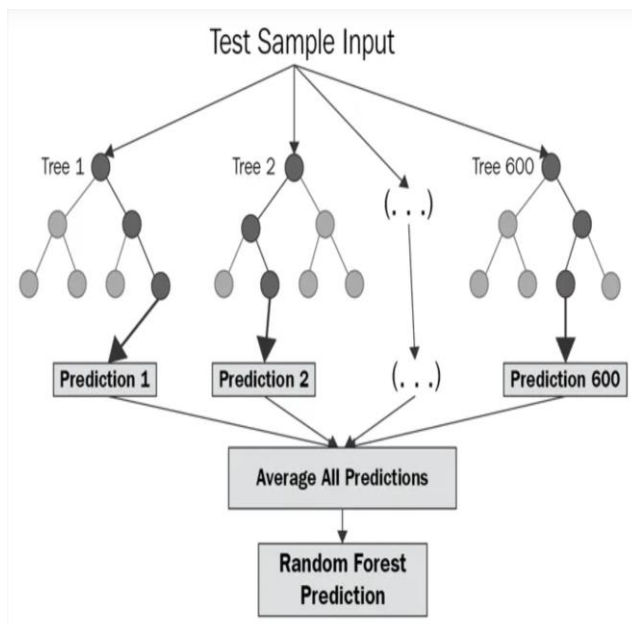 Test Sample Input
Tree 1
Tree 2
(. . .)
Tree 600
Prediction 1
Prediction 2
(. . .)
Prediction 600
Average All Predictions
Random Forest
Prediction